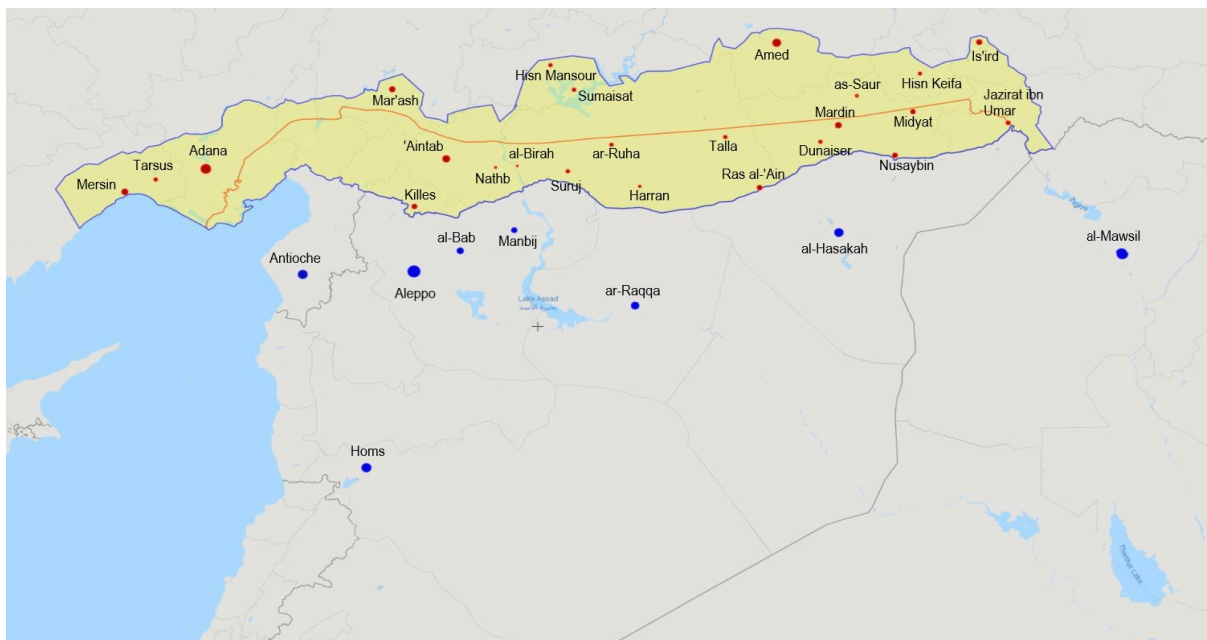 Amed
Is'ird
Hisn Mansour
Sumaisat
as-Saur
Hisn Keifa
Mar'ash
Jazirat ibn
Umar
Mardin
Midyat
Adana
Tarsus
'Aintab
al-Birah
ar-Ruha
Talla
Dunaiser
Nusaybin
Mersin
Nathb
Suruj
Harran
Ras al-'Ain
Killes
al-Bab
Manbij
al-Hasakah
al-Mawsil
Antioche
Aleppo
Lake Assad
ar-Raqqa
Homs
Tharthar Lake